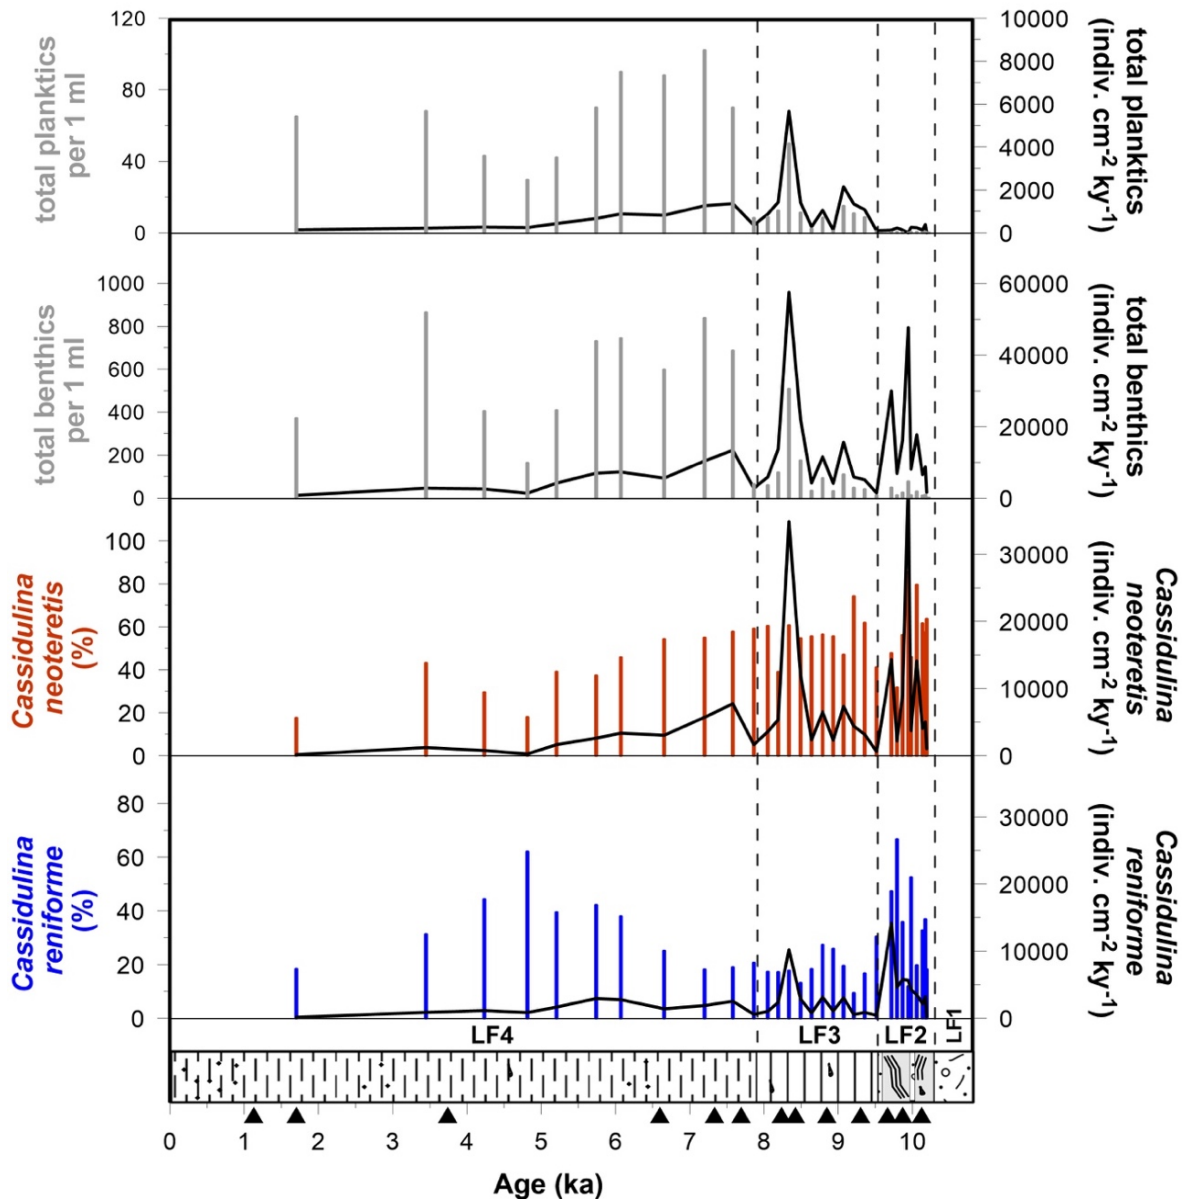 total planktics
per 1 ml
120
80
40
0
10000
8000
6000
4000
2000
0
total planktics
(indiv. cm-2 ky-1)
total benthics
per 1 ml
1000
800
600
400
200
0
60000
40000
20000
0
total benthics
(indiv. cm-2 ky-1)
Cassidulina
neoteretis
(%)
100
80
60
40
20
0
30000
20000
10000
0
Cassidulina
neoteretis
(indiv. cm-2 ky-1)
Cassidulina
reniforme
(%)
80
60
40
20
0
30000
20000
10000
0
Cassidulina
reniforme
(indiv. cm-2 ky-1)
LF4 LF3 LF2 LF1
0 1 2 3 4 5 6 7 8 9 10
Age (ka)